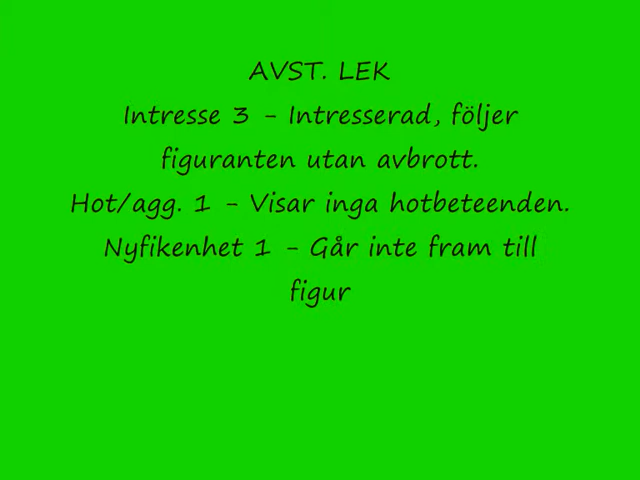 AVST. LEK
Intresse 3 - Intresserad, följer
figuranten utan avbrott.
Hot/agg. 1 - Visar inga hotbeteenden.
Nyfikenhet 1 - Går inte fram till
figur